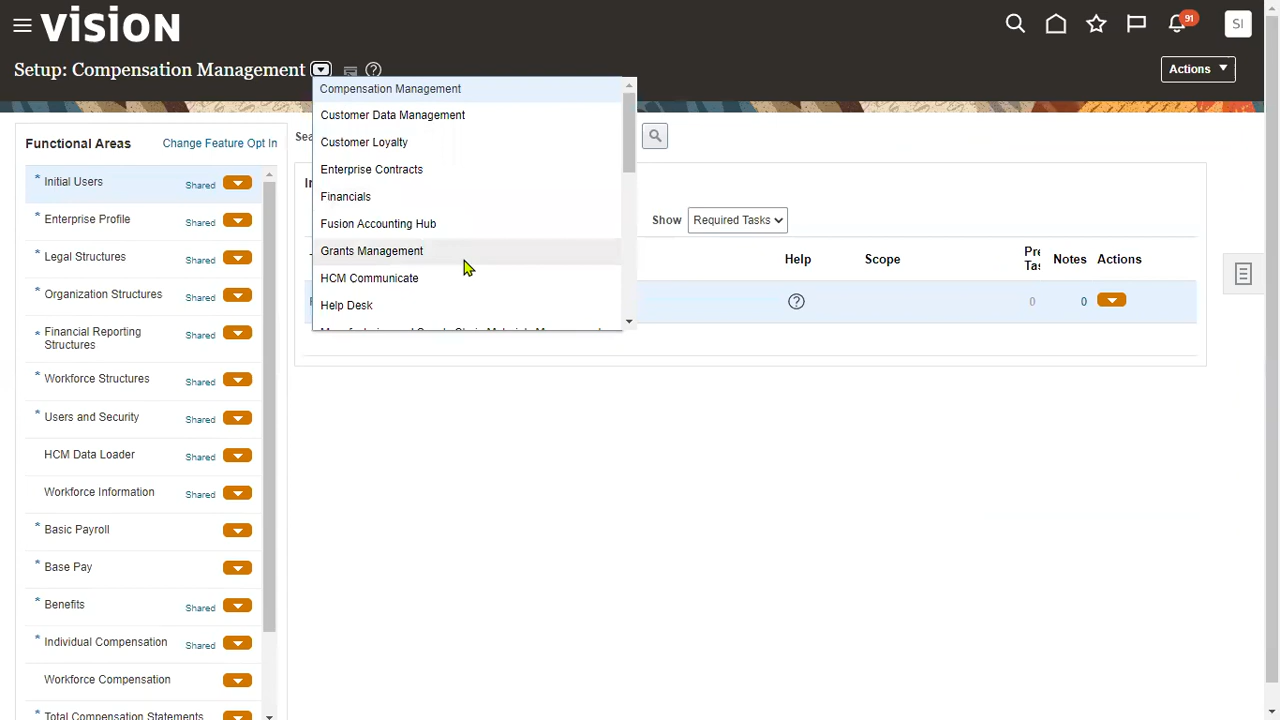 VISION
91
SI
Setup: Compensation Management
Actions
Compensation Management
Customer Data Management
Customer Loyalty
Enterprise Contracts
Financials
Fusion Accounting Hub
Grants Management
HCM Communicate
Help Desk
Functional Areas
Change Feature Opt In
* Initial Users Shared
* Enterprise Profile Shared
* Legal Structures Shared
* Organization Structures Shared
* Financial Reporting
Structures Shared
* Workforce Structures Shared
* Users and Security Shared
HCM Data Loader Shared
Workforce Information Shared
* Basic Payroll
* Base Pay
* Benefits Shared
* Individual Compensation Shared
Workforce Compensation
Total Compensation Statements
Show Required Tasks
Help Scope Notes Actions
0 0